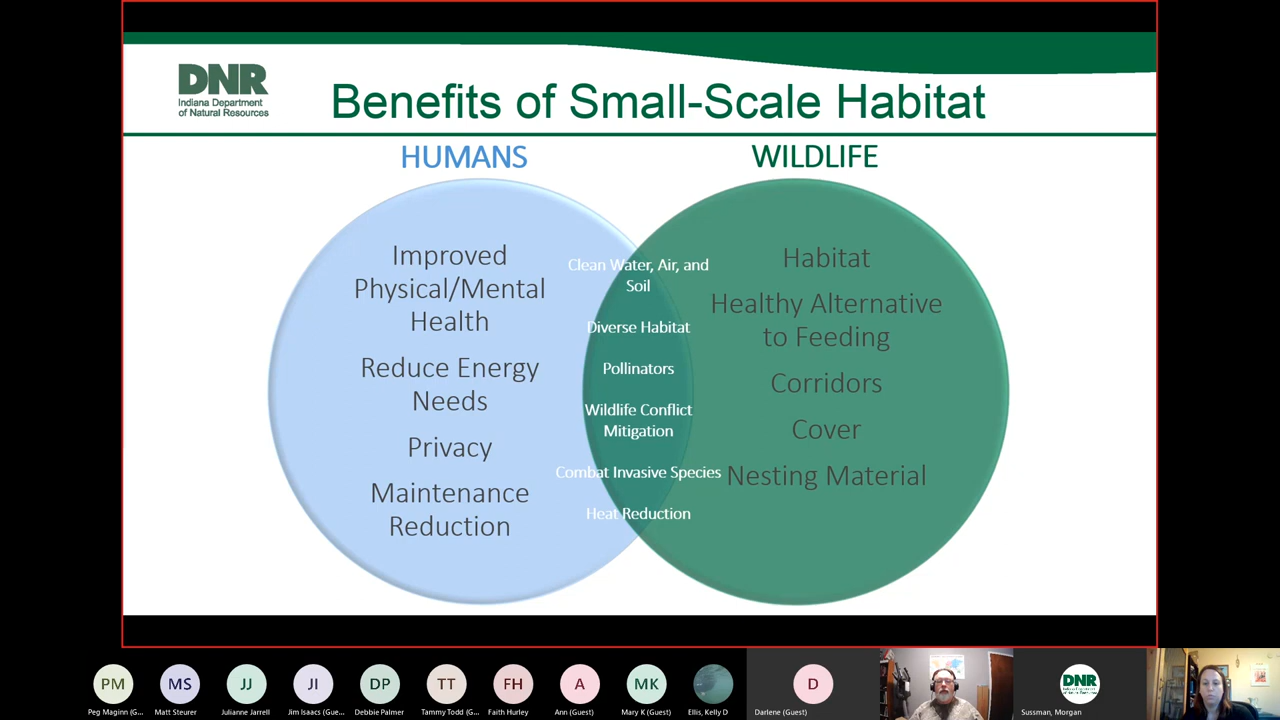 DNR
Indiana Department
of Natural Resources
Benefits of Small-Scale Habitat
HUMANS
WILDLIFE
Improved
Physical/Mental
Health
Reduce Energy
Needs
Privacy
Maintenance
Reduction
Clean Water, Air, and
Soil
Diverse Habitat
Pollinators
Wildlife Conflict
Mitigation
Combat Invasive Species
Heat Reduction
Habitat
Healthy Alternative
to Feeding
Corridors
Cover
Nesting Material
PM
MS
JJ
JI
DP
TT
FH
A
MK
D
DNR
Peg Maginn (G...
Matt Steurer
Julianne Jarrell
Jim Isaacs (Gue...
Debbie Palmer
Tammy Todd (G...
Faith Hurley
Ann (Guest)
Mary K (Guest)
Ellis, Kelly D
Darlene (Guest)
Sussman, Morgan